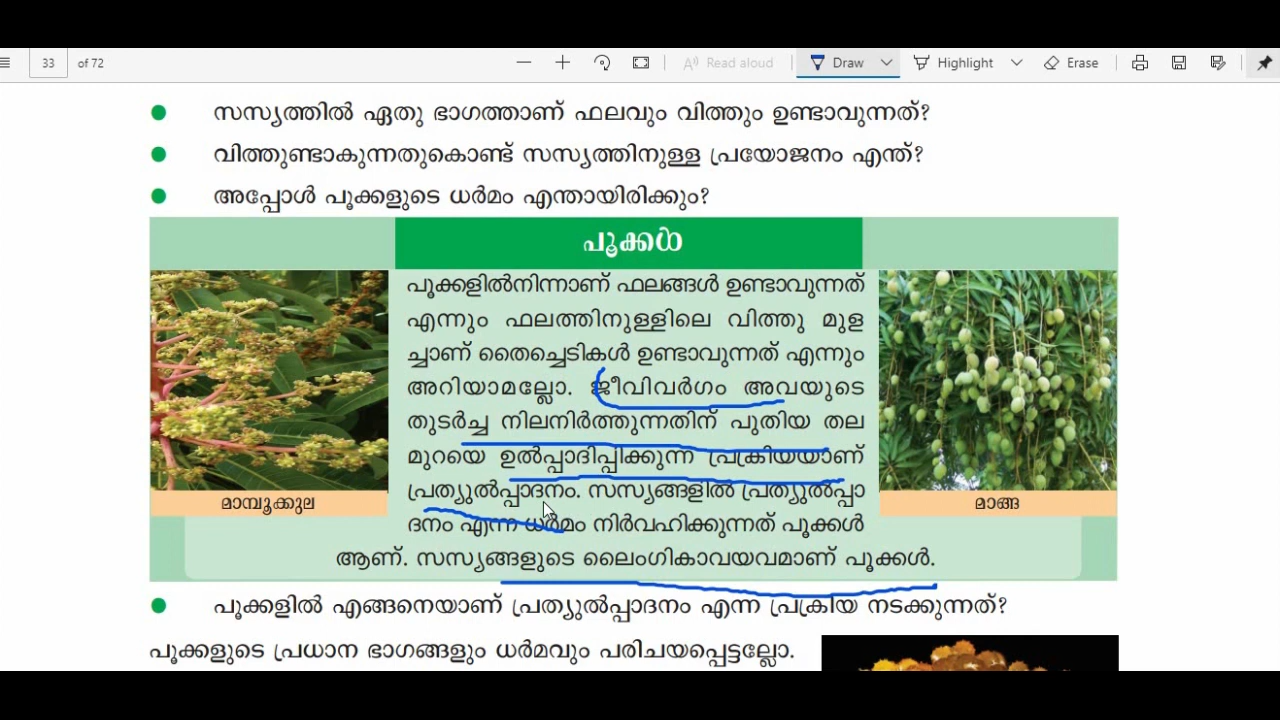 33 of 72 Read aloud Draw Highlight Erase
സസ്യത്തിൽ ഏതു ഭാഗത്താണ് ഫലവും വിത്തും ഉണ്ടാവുന്നത്?
വിത്തുണ്ടാകുന്നതുകൊണ്ട് സസ്യത്തിനുള്ള പ്രയോജനം എന്ത്?
അപ്പോൾ പൂക്കളുടെ ധർമം എന്തായിരിക്കും?
പൂക്കൾ
പൂക്കളിൽനിന്നാണ് ഫലങ്ങൾ ഉണ്ടാവുന്നത്
എന്നും ഫലത്തിനുള്ളിലെ വിത്തു മുള
ച്ചാണ് തൈച്ചെടികൾ ഉണ്ടാവുന്നത് എന്നും
അറിയാമല്ലോ. ജീവിവർഗം അവയുടെ
തുടർച്ച നിലനിർത്തുന്നതിന് പുതിയ തല
മുറയെ ഉൽപ്പാദിപ്പിക്കുന്ന പ്രക്രിയയാണ്
പ്രത്യുൽപ്പാദനം. സസ്യങ്ങളിൽ പ്രത്യുൽപ്പാ
ദനം എന്ന ധർമം നിർവഹിക്കുന്നത് പൂക്കൾ
ആണ്. സസ്യങ്ങളുടെ ലൈംഗികാവയവമാണ് പൂക്കൾ.
മാമ്പൂക്കുല
മാങ്ങ
പൂക്കളിൽ എങ്ങനെയാണ് പ്രത്യുൽപ്പാദനം എന്ന പ്രക്രിയ നടക്കുന്നത്?
പൂക്കളുടെ പ്രധാന ഭാഗങ്ങളും ധർമവും പരിചയപ്പെട്ടല്ലോ.